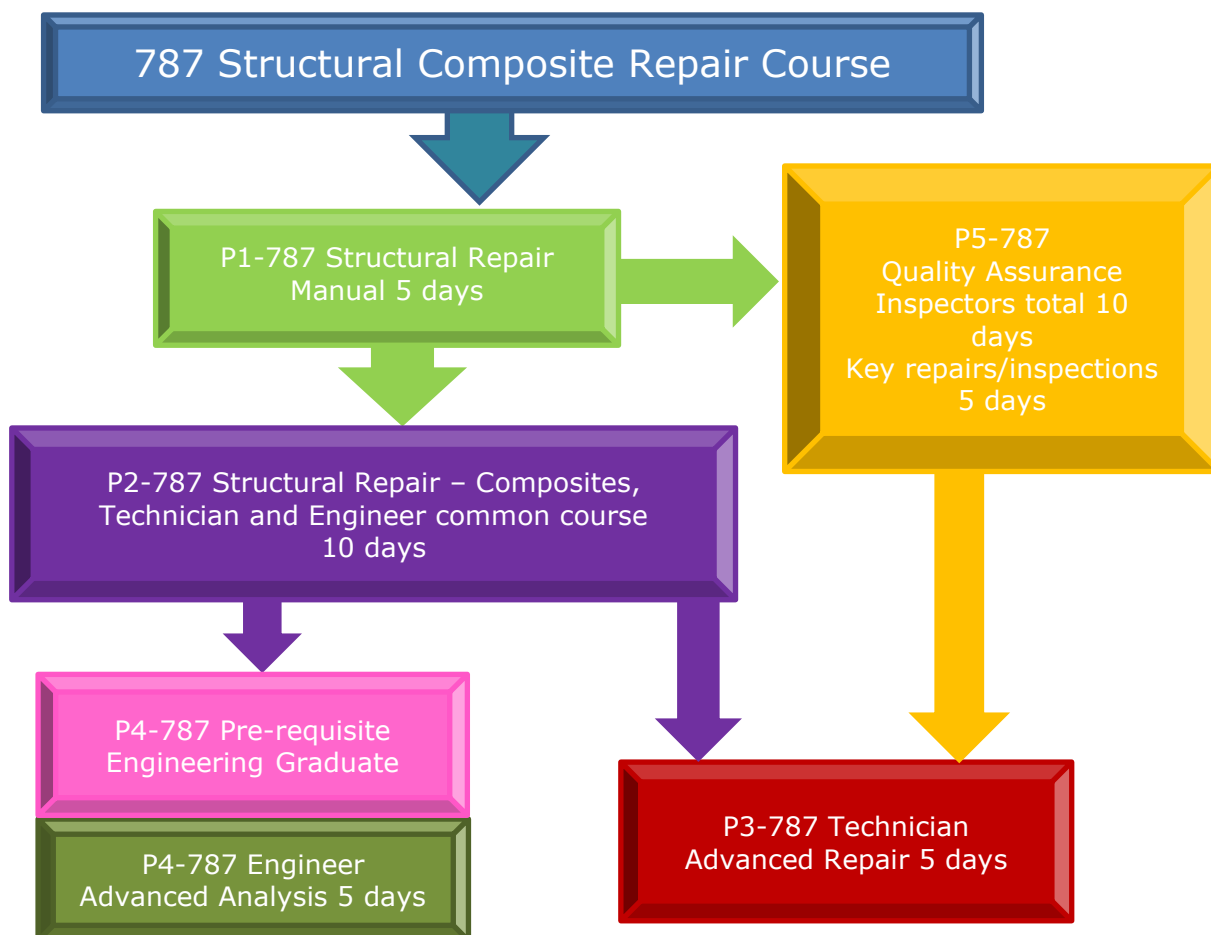 787 Structural Composite Repair Course
P1-787 Structural Repair
Manual 5 days
P5-787
Quality Assurance
Inspectors total 10
days
Key repairs/inspections
5 days
P2-787 Structural Repair – Composites,
Technician and Engineer common course
10 days
P4-787 Pre-requisite
Engineering Graduate
P4-787 Engineer
Advanced Analysis 5 days
P3-787 Technician
Advanced Repair 5 days